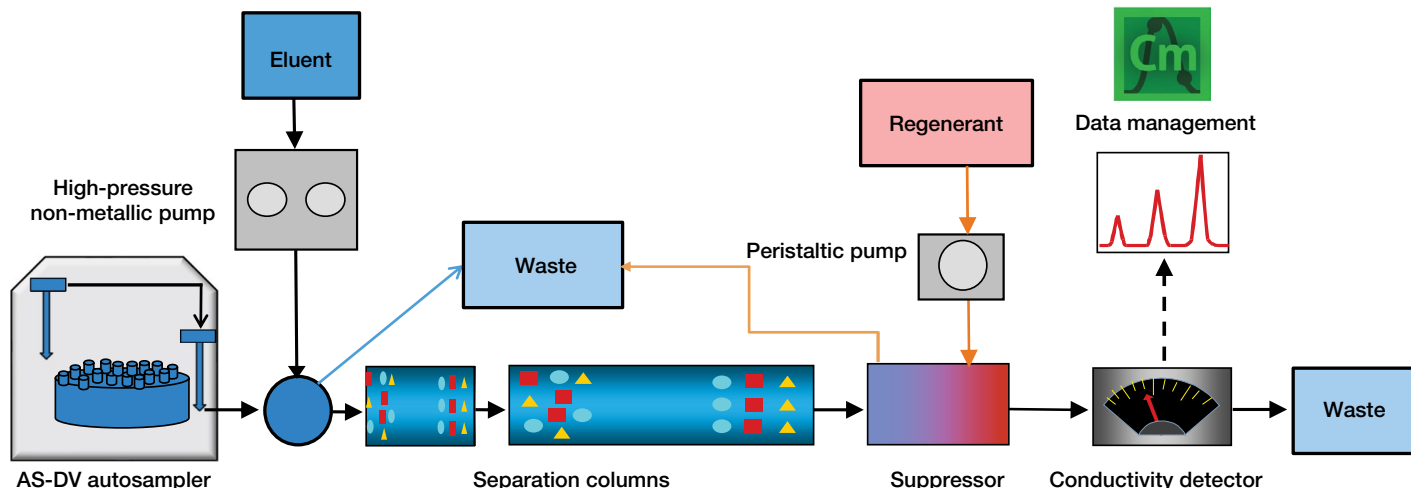 Eluent
Cm
Regenerant
Data management
High-pressure
non-metallic pump
Waste
Peristaltic pump
Waste
AS-DV autosampler
Separation columns
Suppressor
Conductivity detector